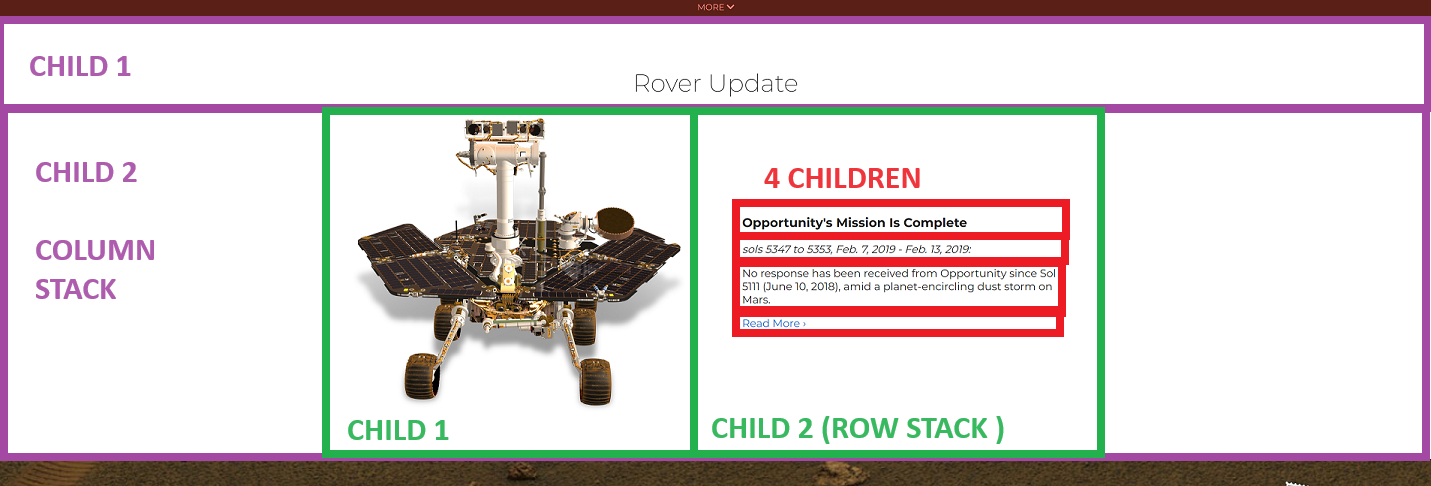 MORE
CHILD 1
Rover Update
CHILD 2
COLUMN
STACK
4 CHILDREN
Opportunity's Mission Is Complete
sols 5347 to 5353, Feb. 7, 2019 - Feb. 13, 2019:
No response has been received from Opportunity since Sol
5111 (June 10, 2018), amid a planet-encircling dust storm on
Mars.
Read More ›
CHILD 1
CHILD 2 (ROW STACK )